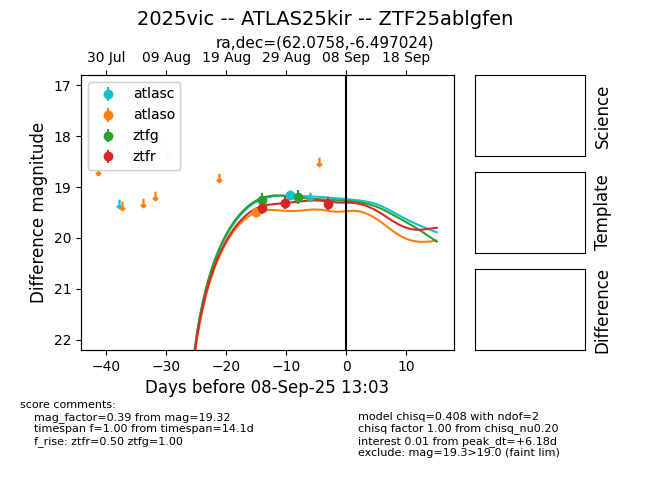 2025vic -- ATLAS25kir -- ZTF25ablgfen
ra,dec=(62.0758,-6.497024)
30 Jul 09 Aug 19 Aug 29 Aug 08 Sep 18 Sep
atlasc
atlaso
ztfg
ztfr
17
18
19
20
21
22
Difference magnitude
−40 −30 −20 −10 0 10
Days before 08-Sep-25 13:03
Science
Template
Difference
score comments:
mag_factor=0.39 from mag=19.32
timespan f=1.00 from timespan=14.1d
f_rise: ztfr=0.50 ztfg=1.00
model chisq=0.408 with ndof=2
chisq factor 1.00 from chisq_nu0.20
interest 0.01 from peak_dt=+6.18d
exclude: mag=19.3>19.0 (faint lim)